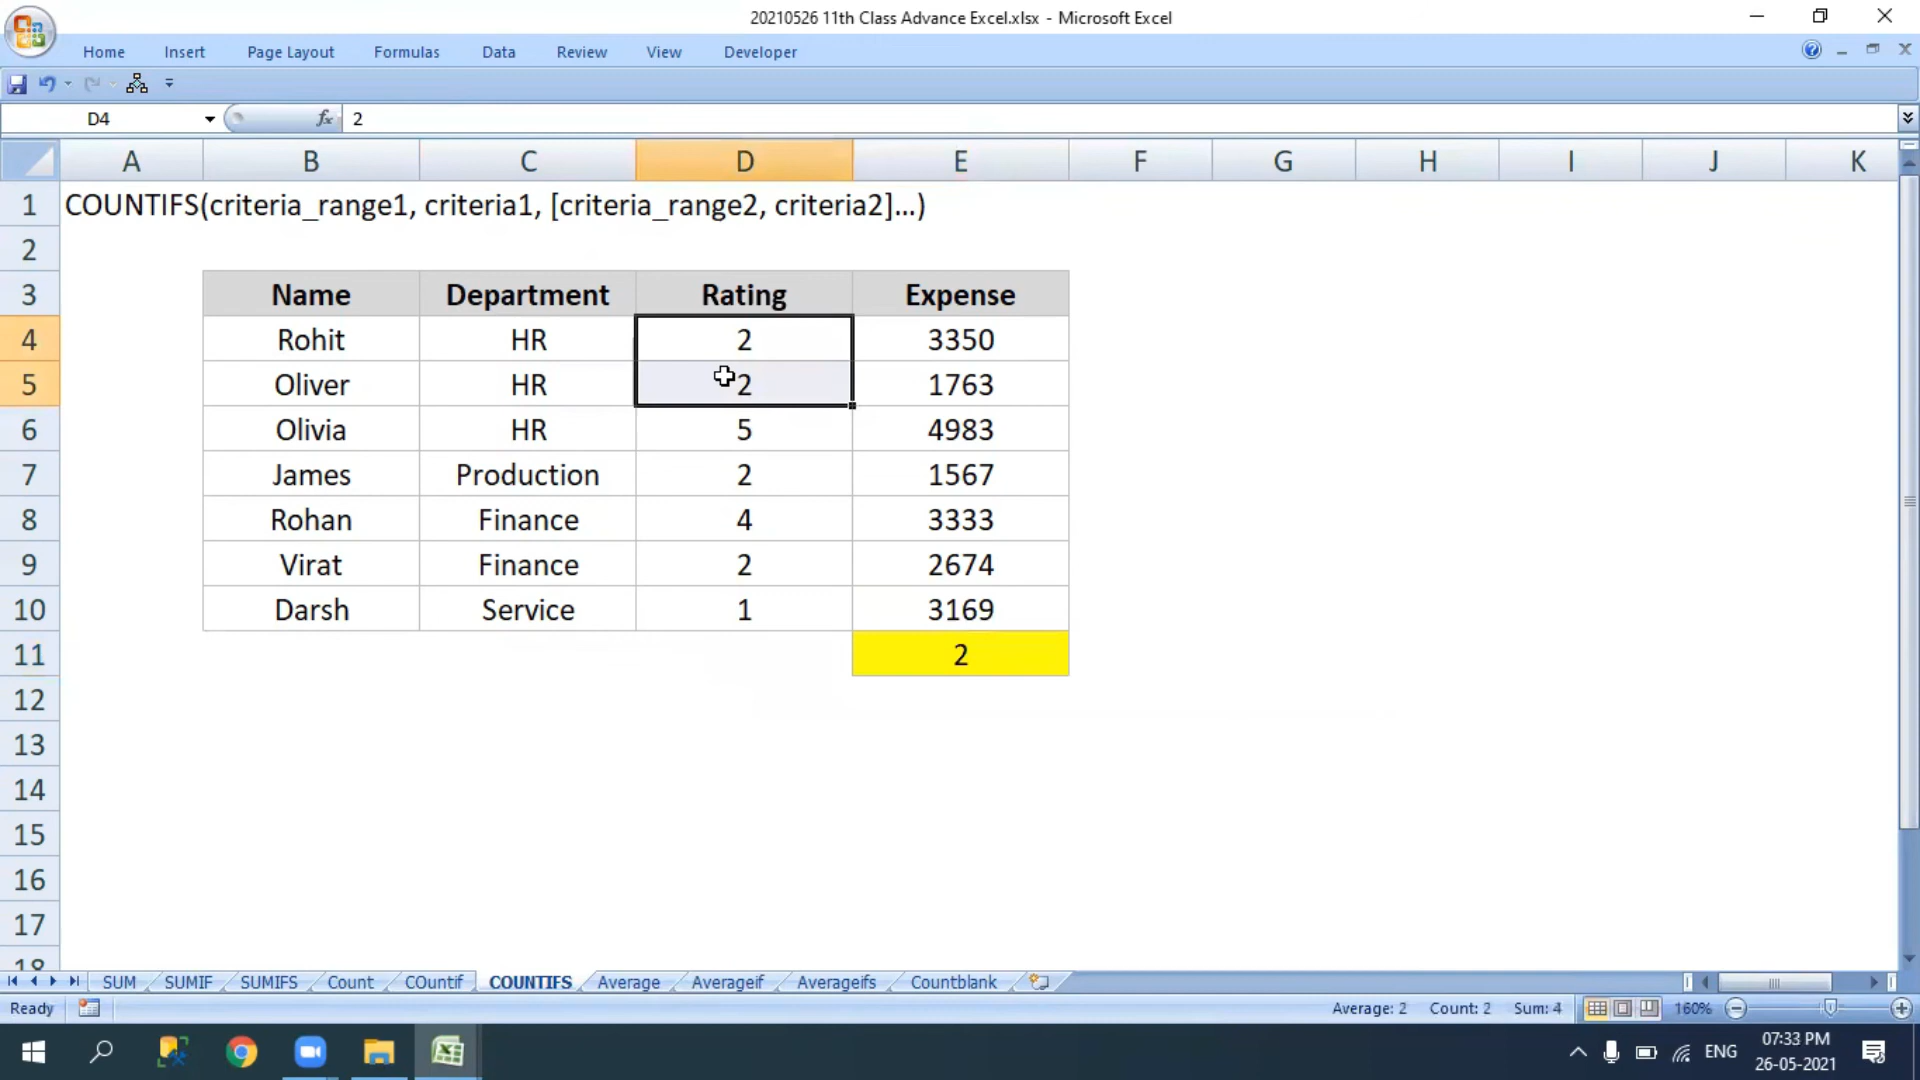 20210526 11th Class Advance Excel.xlsx - Microsoft Excel
Home Insert Page Layout Formulas Data Review View Developer
D4 fx 2
A B C D E F G H I J K
1 COUNTIFS(criteria_range1, criteria1, [criteria_range2, criteria2]...)
2
3 Name Department Rating Expense
4 Rohit HR 2 3350
5 Oliver HR 2 1763
6 Olivia HR 5 4983
7 James Production 2 1567
8 Rohan Finance 4 3333
9 Virat Finance 2 2674
10 Darsh Service 1 3169
11 2
12
13
14
15
16
17
18
SUM SUMIF SUMIFS Count COuntif COUNTIFS Average Averageif Averageifs Countblank
Ready Average: 2 Count: 2 Sum: 4 160%
ENG 07:33 PM
26-05-2021